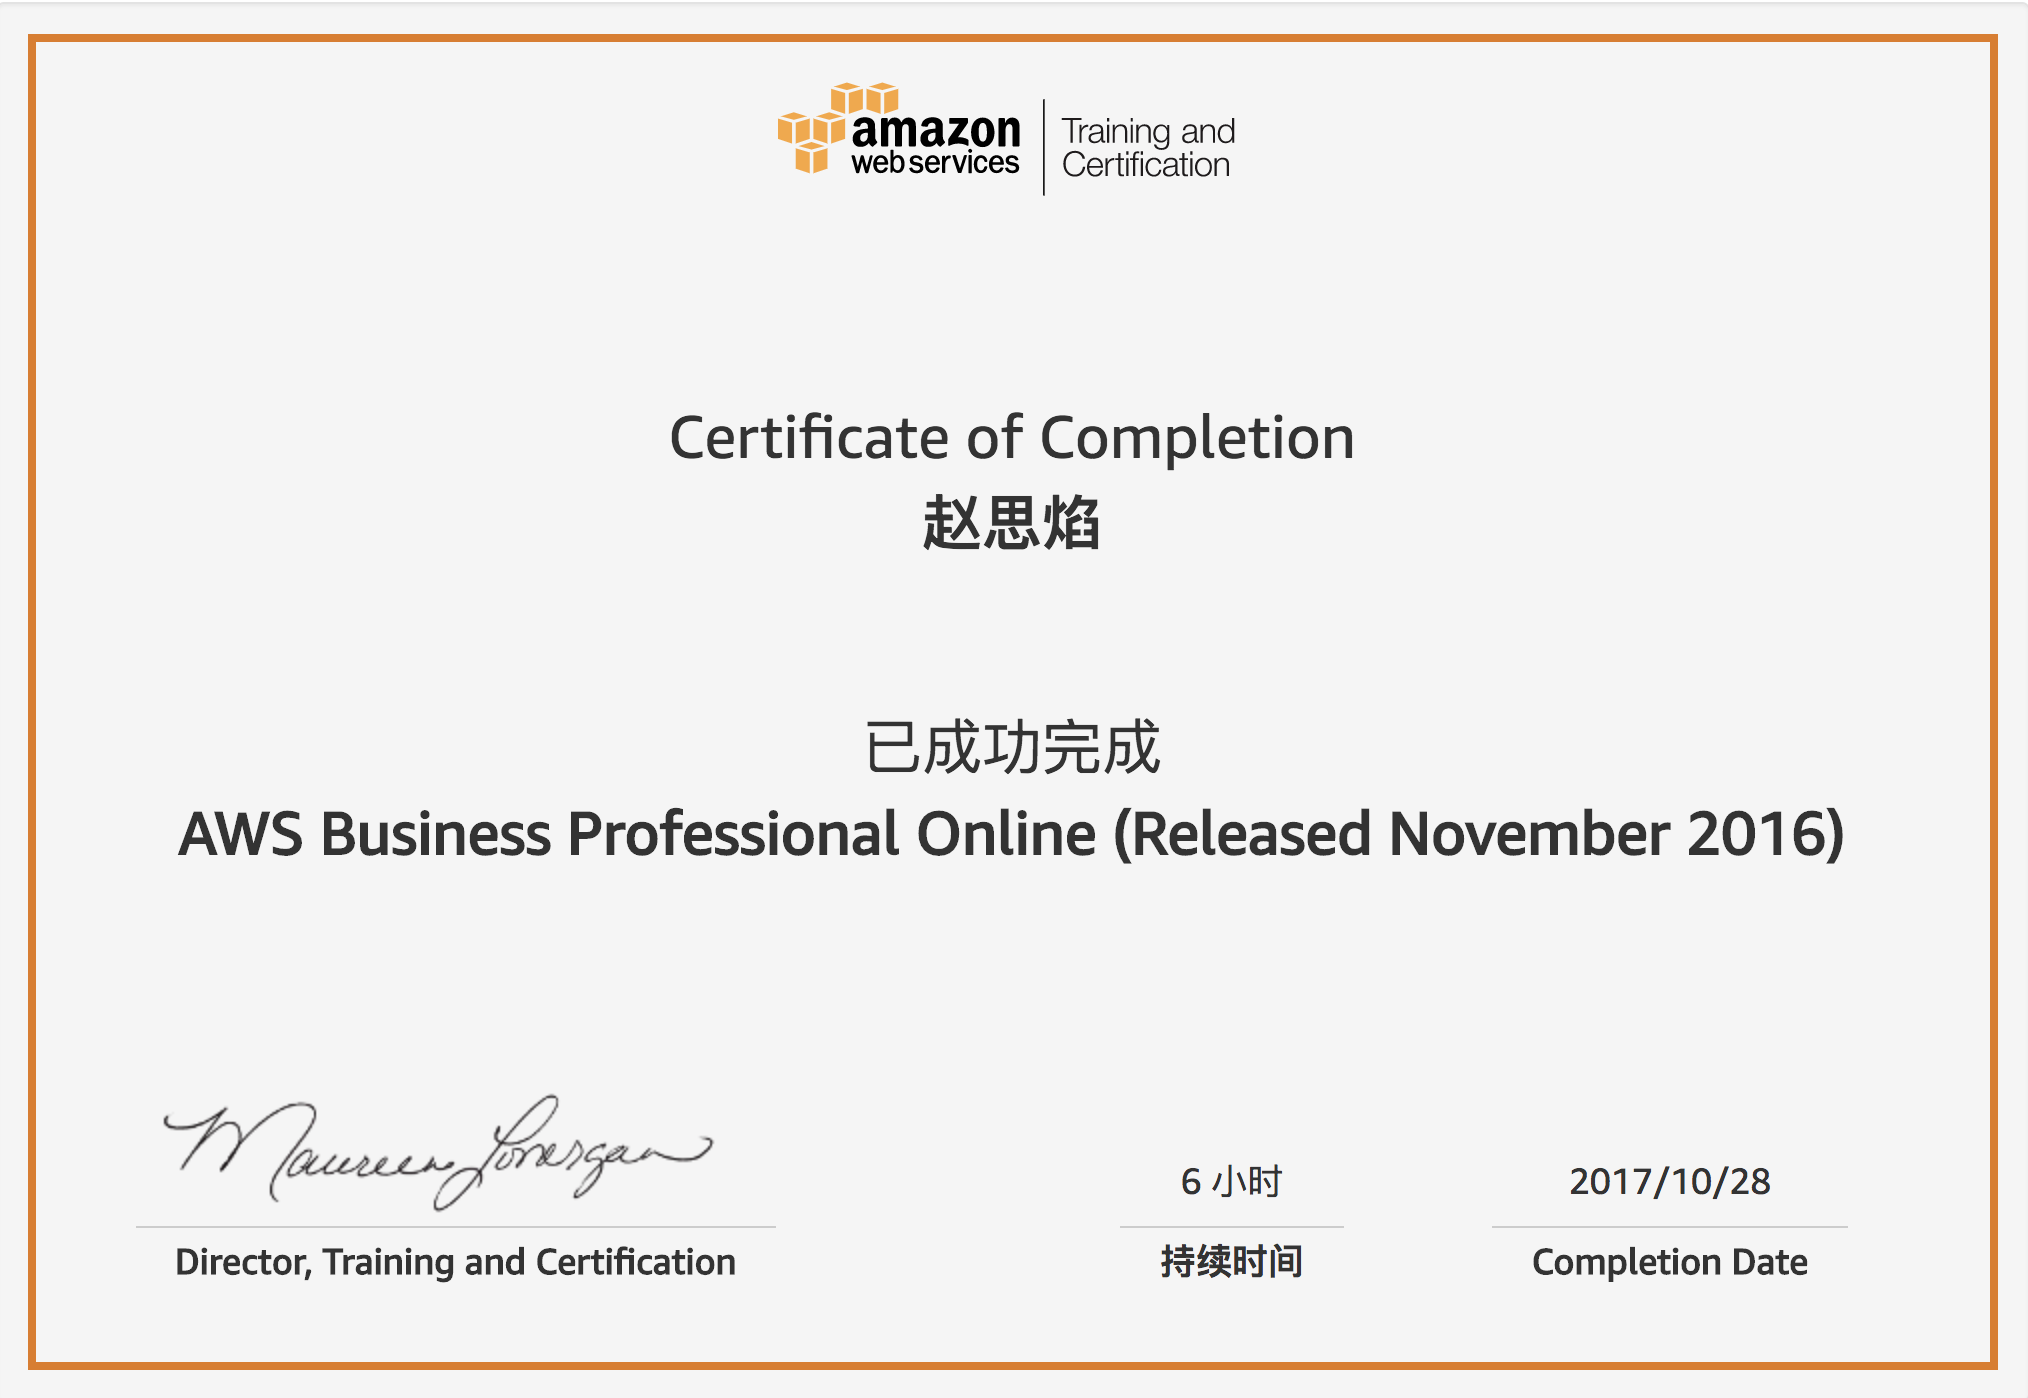 amazon
web services
Training and
Certification
Certificate of Completion
赵思焰
已成功完成
AWS Business Professional Online (Released November 2016)
Maureen Lonergan
Director, Training and Certification
6 小时
持续时间
2017/10/28
Completion Date